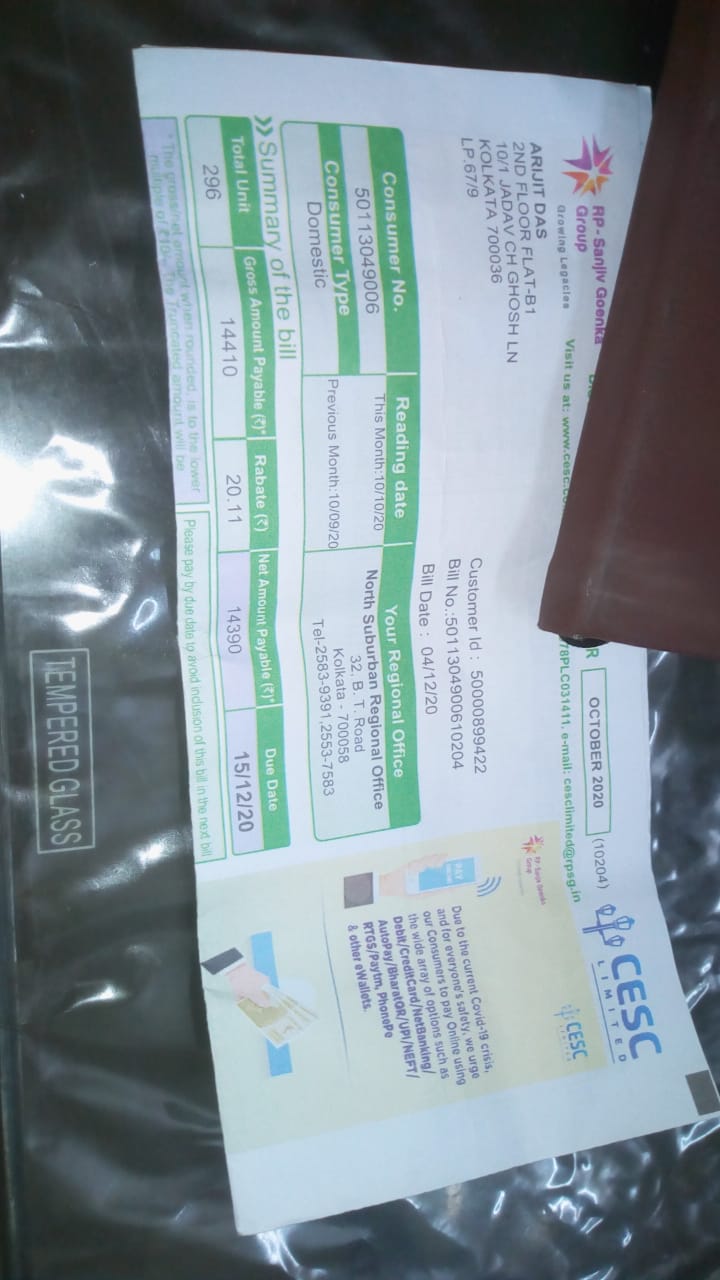 RP - Sanjiv Goenka
Group
Growing Legacies
Visit us at: www.cesc.co
78PLC031411, e-mail: cesclimited@rpsg.in
OCTOBER 2020
(10204)
CESC
LIMITED
ARIJIT DAS
2ND FLOOR FLAT-B1
10/1 JADAV CH GHOSH LN
KOLKATA 700036
LP.67/9
Customer Id : 50000899422
Bill No.:5011304900610204
Bill Date : 04/12/20
Consumer No.
50113049006
Consumer Type
Domestic
Reading date
This Month:10/10/20
Previous Month:10/09/20
Your Regional Office
North Suburban Regional Office
32, B. T. Road
Kolkata - 700058
Tel-2583-9391,2553-7583
>> Summary of the bill
Total Unit Gross Amount Payable (₹)* Rabate (₹) Net Amount Payable (₹)* Due Date
296 14410 20.11 14390 15/12/20
* The gross/net amount when rounded, is to the lower
multiple of ₹10/-. The Truncated amount will be
Please pay by due date to avoid inclusion of this bill in the next bill
RP - Sanjiv Goenka
Group
CESC
LIMITED
PAY
Due to the current Covid-19 crisis,
and for everyone's safety, we urge
our Consumers to pay Online using
the wide array of options such as
Debit/CreditCard/NetBanking/
AutoPay/BharatQR/UPI/NEFT/
RTGS/Paytm, PhonePe
& other eWallets.
TEMPERED GLASS